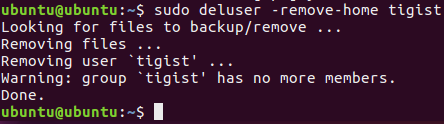 ubuntu@ubuntu:~$ sudo deluser -remove-home tigist
Looking for files to backup/remove ...
Removing files ...
Removing user `tigist' ...
Warning: group `tigist' has no more members.
Done.
ubuntu@ubuntu:~$